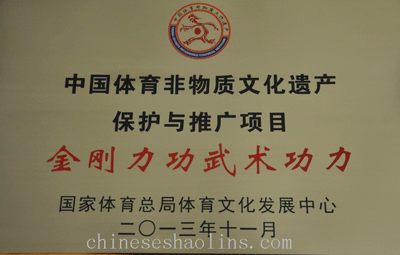 中国体育非物质文化遗产
保护与推广项目
金刚力功武术功力
国家体育总局体育文化发展中心
二〇一三年十一月
chineseshaolins.com